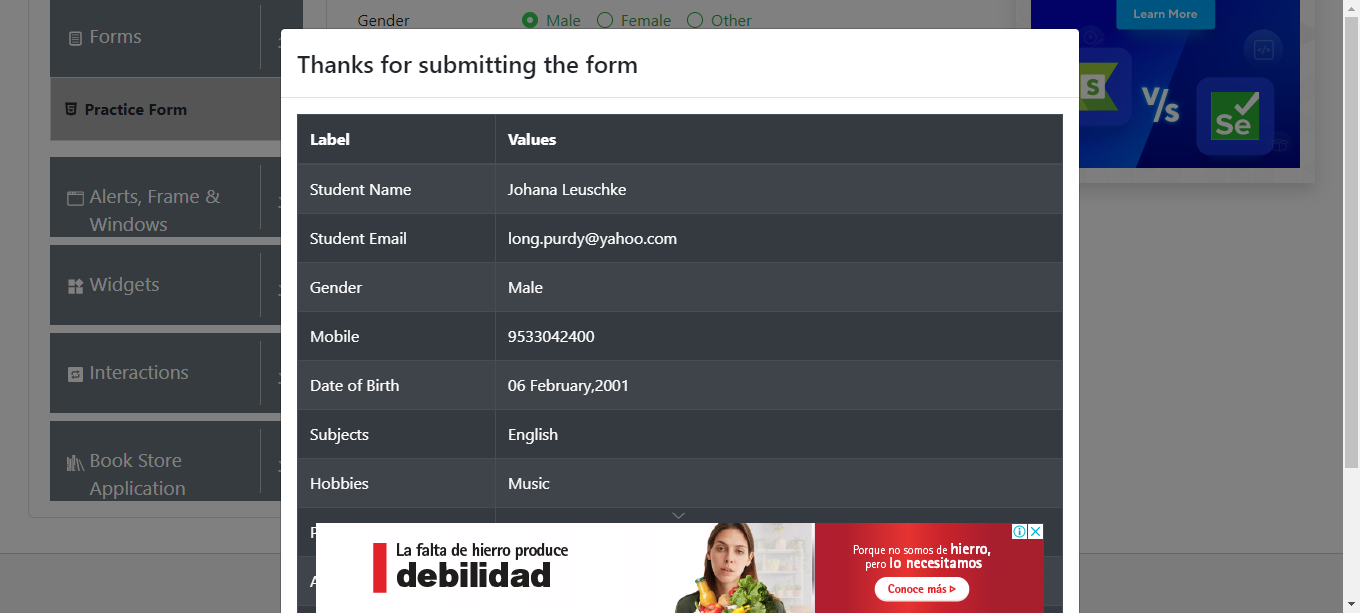 Gender Male Female Other
Learn More
Forms
Thanks for submitting the form
S
V/s
Se
Practice Form
Label Values
Student Name Johana Leuschke
Alerts, Frame &
Windows
Student Email long.purdy@yahoo.com
Widgets
Gender Male
Mobile 9533042400
Interactions
Date of Birth 06 February,2001
Subjects English
Book Store
Application
Hobbies Music
P
A
La falta de hierro produce
debilidad
Porque no somos de hierro,
pero lo necesitamos
Conoce más